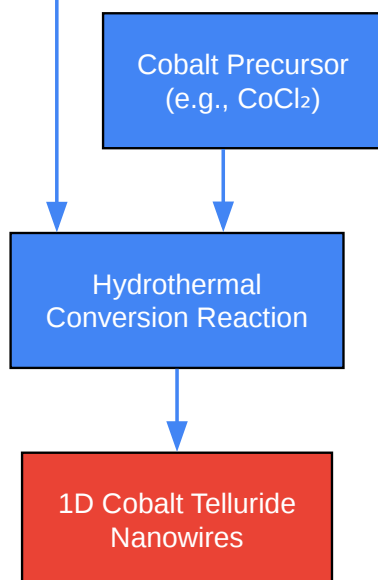 Cobalt Precursor
(e.g., CoCl₂)
Hydrothermal
Conversion Reaction
1D Cobalt Telluride
Nanowires